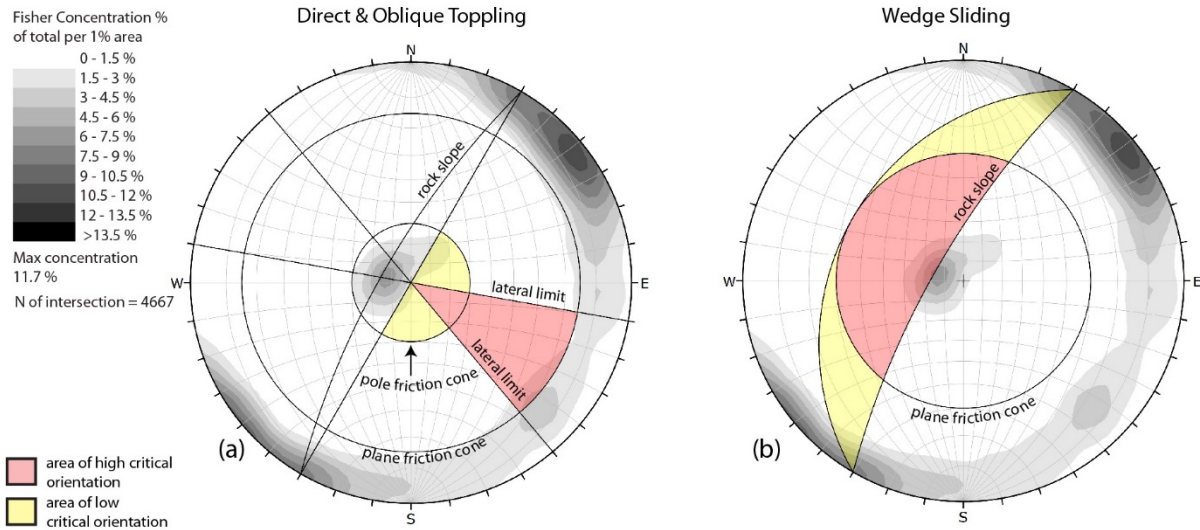 Fisher Concentration %
of total per 1% area
0 - 1.5 %
1.5 - 3 %
3 - 4.5 %
4.5 - 6 %
6 - 7.5 %
7.5 - 9 %
9 - 10.5 %
10.5 - 12 %
12 - 13.5 %
>13.5 %
Max concentration
11.7 %
N of intersection = 4667
area of high critical
orientation
area of low
critical orientation
Direct & Oblique Toppling
N
rock slope
W
E
lateral limit
lateral limit
pole friction cone
plane friction cone
(a)
S
Wedge Sliding
N
rock slope
W
E
plane friction cone
(b)
S